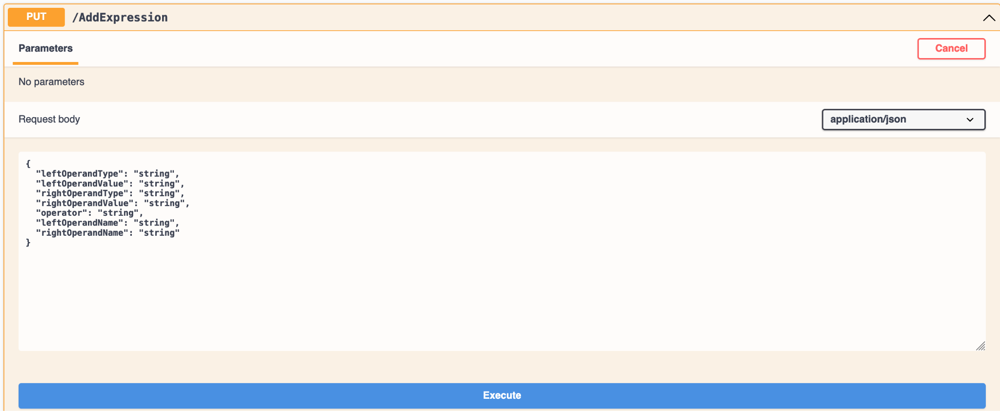 PUT /AddExpression
Parameters
Cancel
No parameters
Request body
application/json
{
  "leftOperandType": "string",
  "leftOperandValue": "string",
  "rightOperandType": "string",
  "rightOperandValue": "string",
  "operator": "string",
  "leftOperandName": "string",
  "rightOperandName": "string"
}
Execute